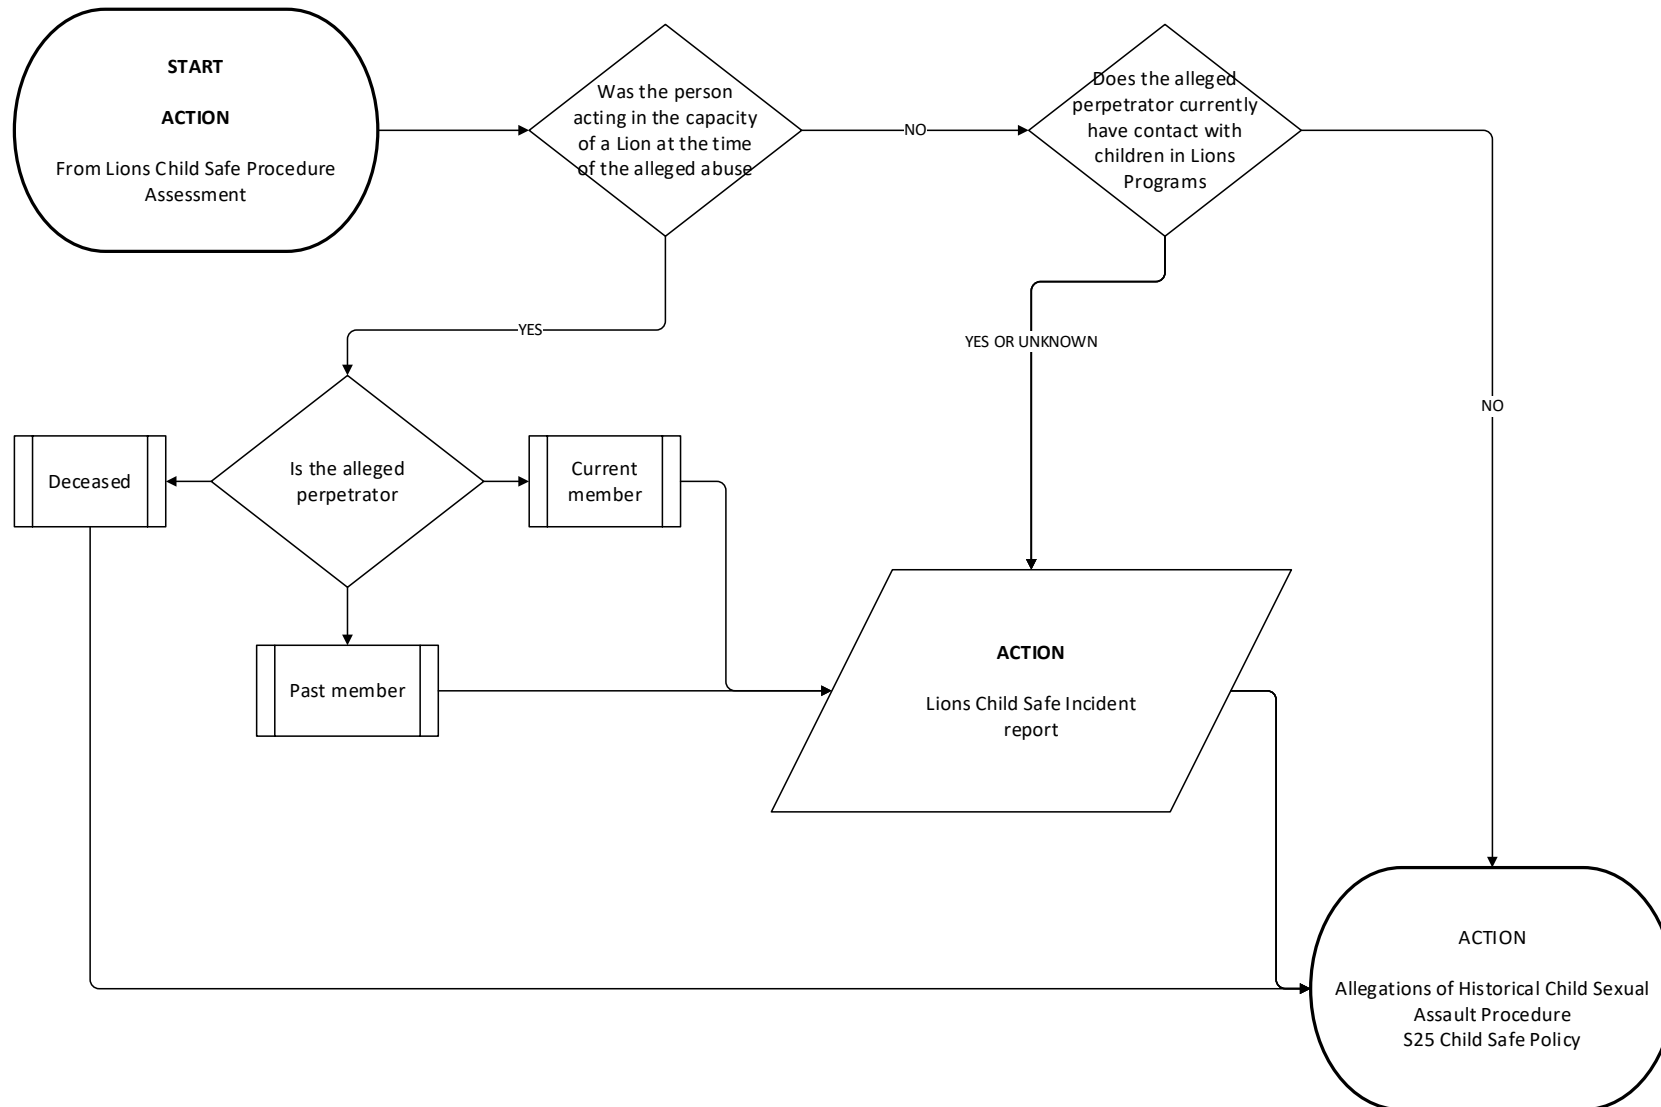 START
ACTION
From Lions Child Safe Procedure
Assessment
Was the person
acting in the capacity
of a Lion at the time
of the alleged abuse
NO
Does the alleged
perpetrator currently
have contact with
children in Lions
Programs
YES
YES OR UNKNOWN
NO
Deceased
Is the alleged
perpetrator
Current
member
Past member
ACTION
Lions Child Safe Incident
report
ACTION
Allegations of Historical Child Sexual
Assault Procedure
S25 Child Safe Policy